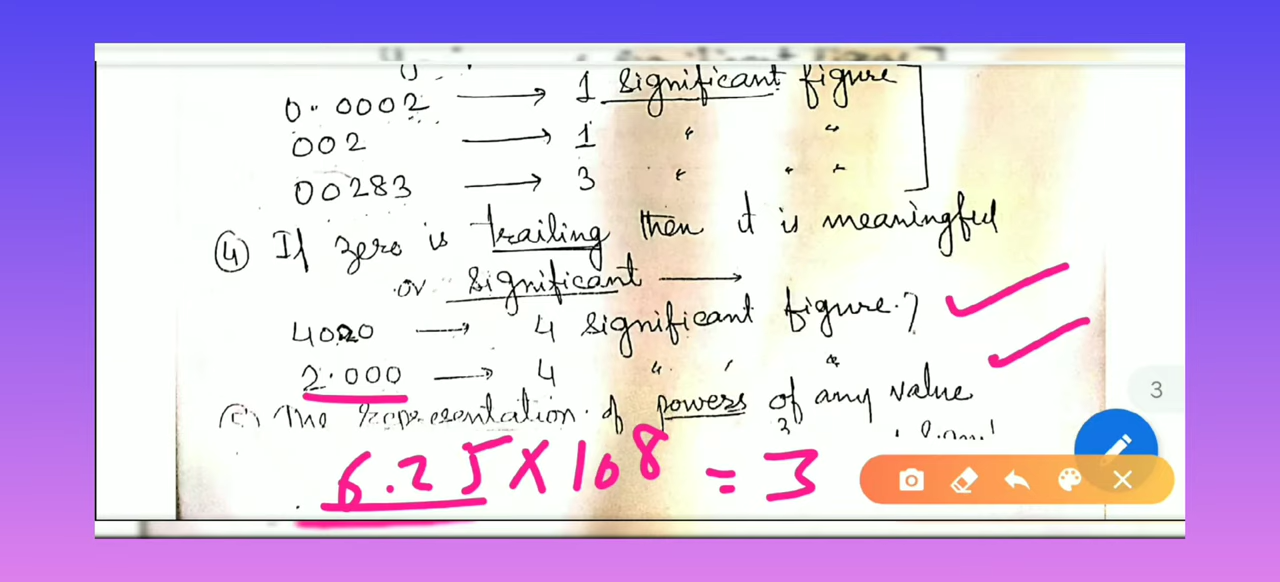 0.0002 → 1 significant figure
002 → 1 " "
00283 → 3 " " "
④ If zero is trailing then it is meaningful
or significant →
4020 → 4 significant figure.
2.000 → 4 " " "
The Representation of powers of any value
3
6.25 × 10⁸ = 3
3